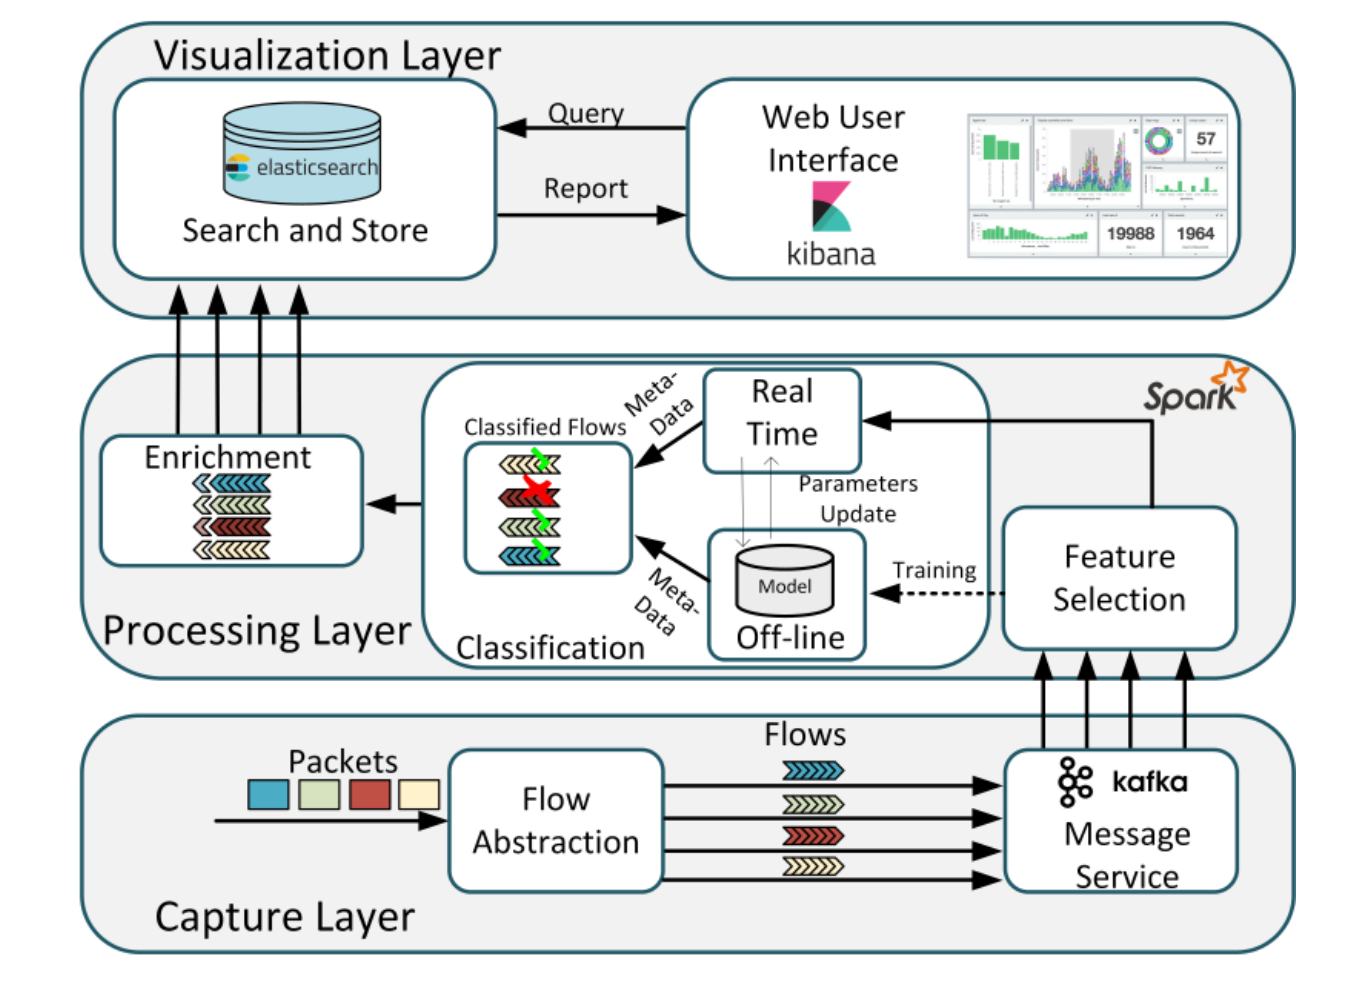 Visualization Layer
elasticsearch
Search and Store
Query
Report
Web User
Interface
kibana
57
19988
1964
Spark
Enrichment
Processing Layer
Classified Flows
Meta-
Data
Meta-
Data
Classification
Real
Time
Parameters
Update
Model
Off-line
Training
Feature
Selection
Packets
Flow
Abstraction
Flows
kafka
Message
Service
Capture Layer